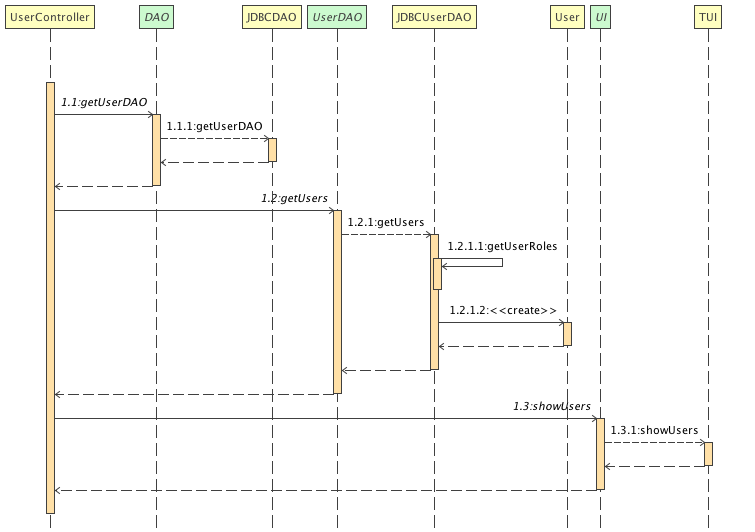 UserController
DAO
JDBCDAO
UserDAO
JDBCUserDAO
User
UI
TUI
1.1:getUserDAO
1.1.1:getUserDAO
1.2:getUsers
1.2.1:getUsers
1.2.1.1:getUserRoles
1.2.1.2:<<create>>
1.3:showUsers
1.3.1:showUsers